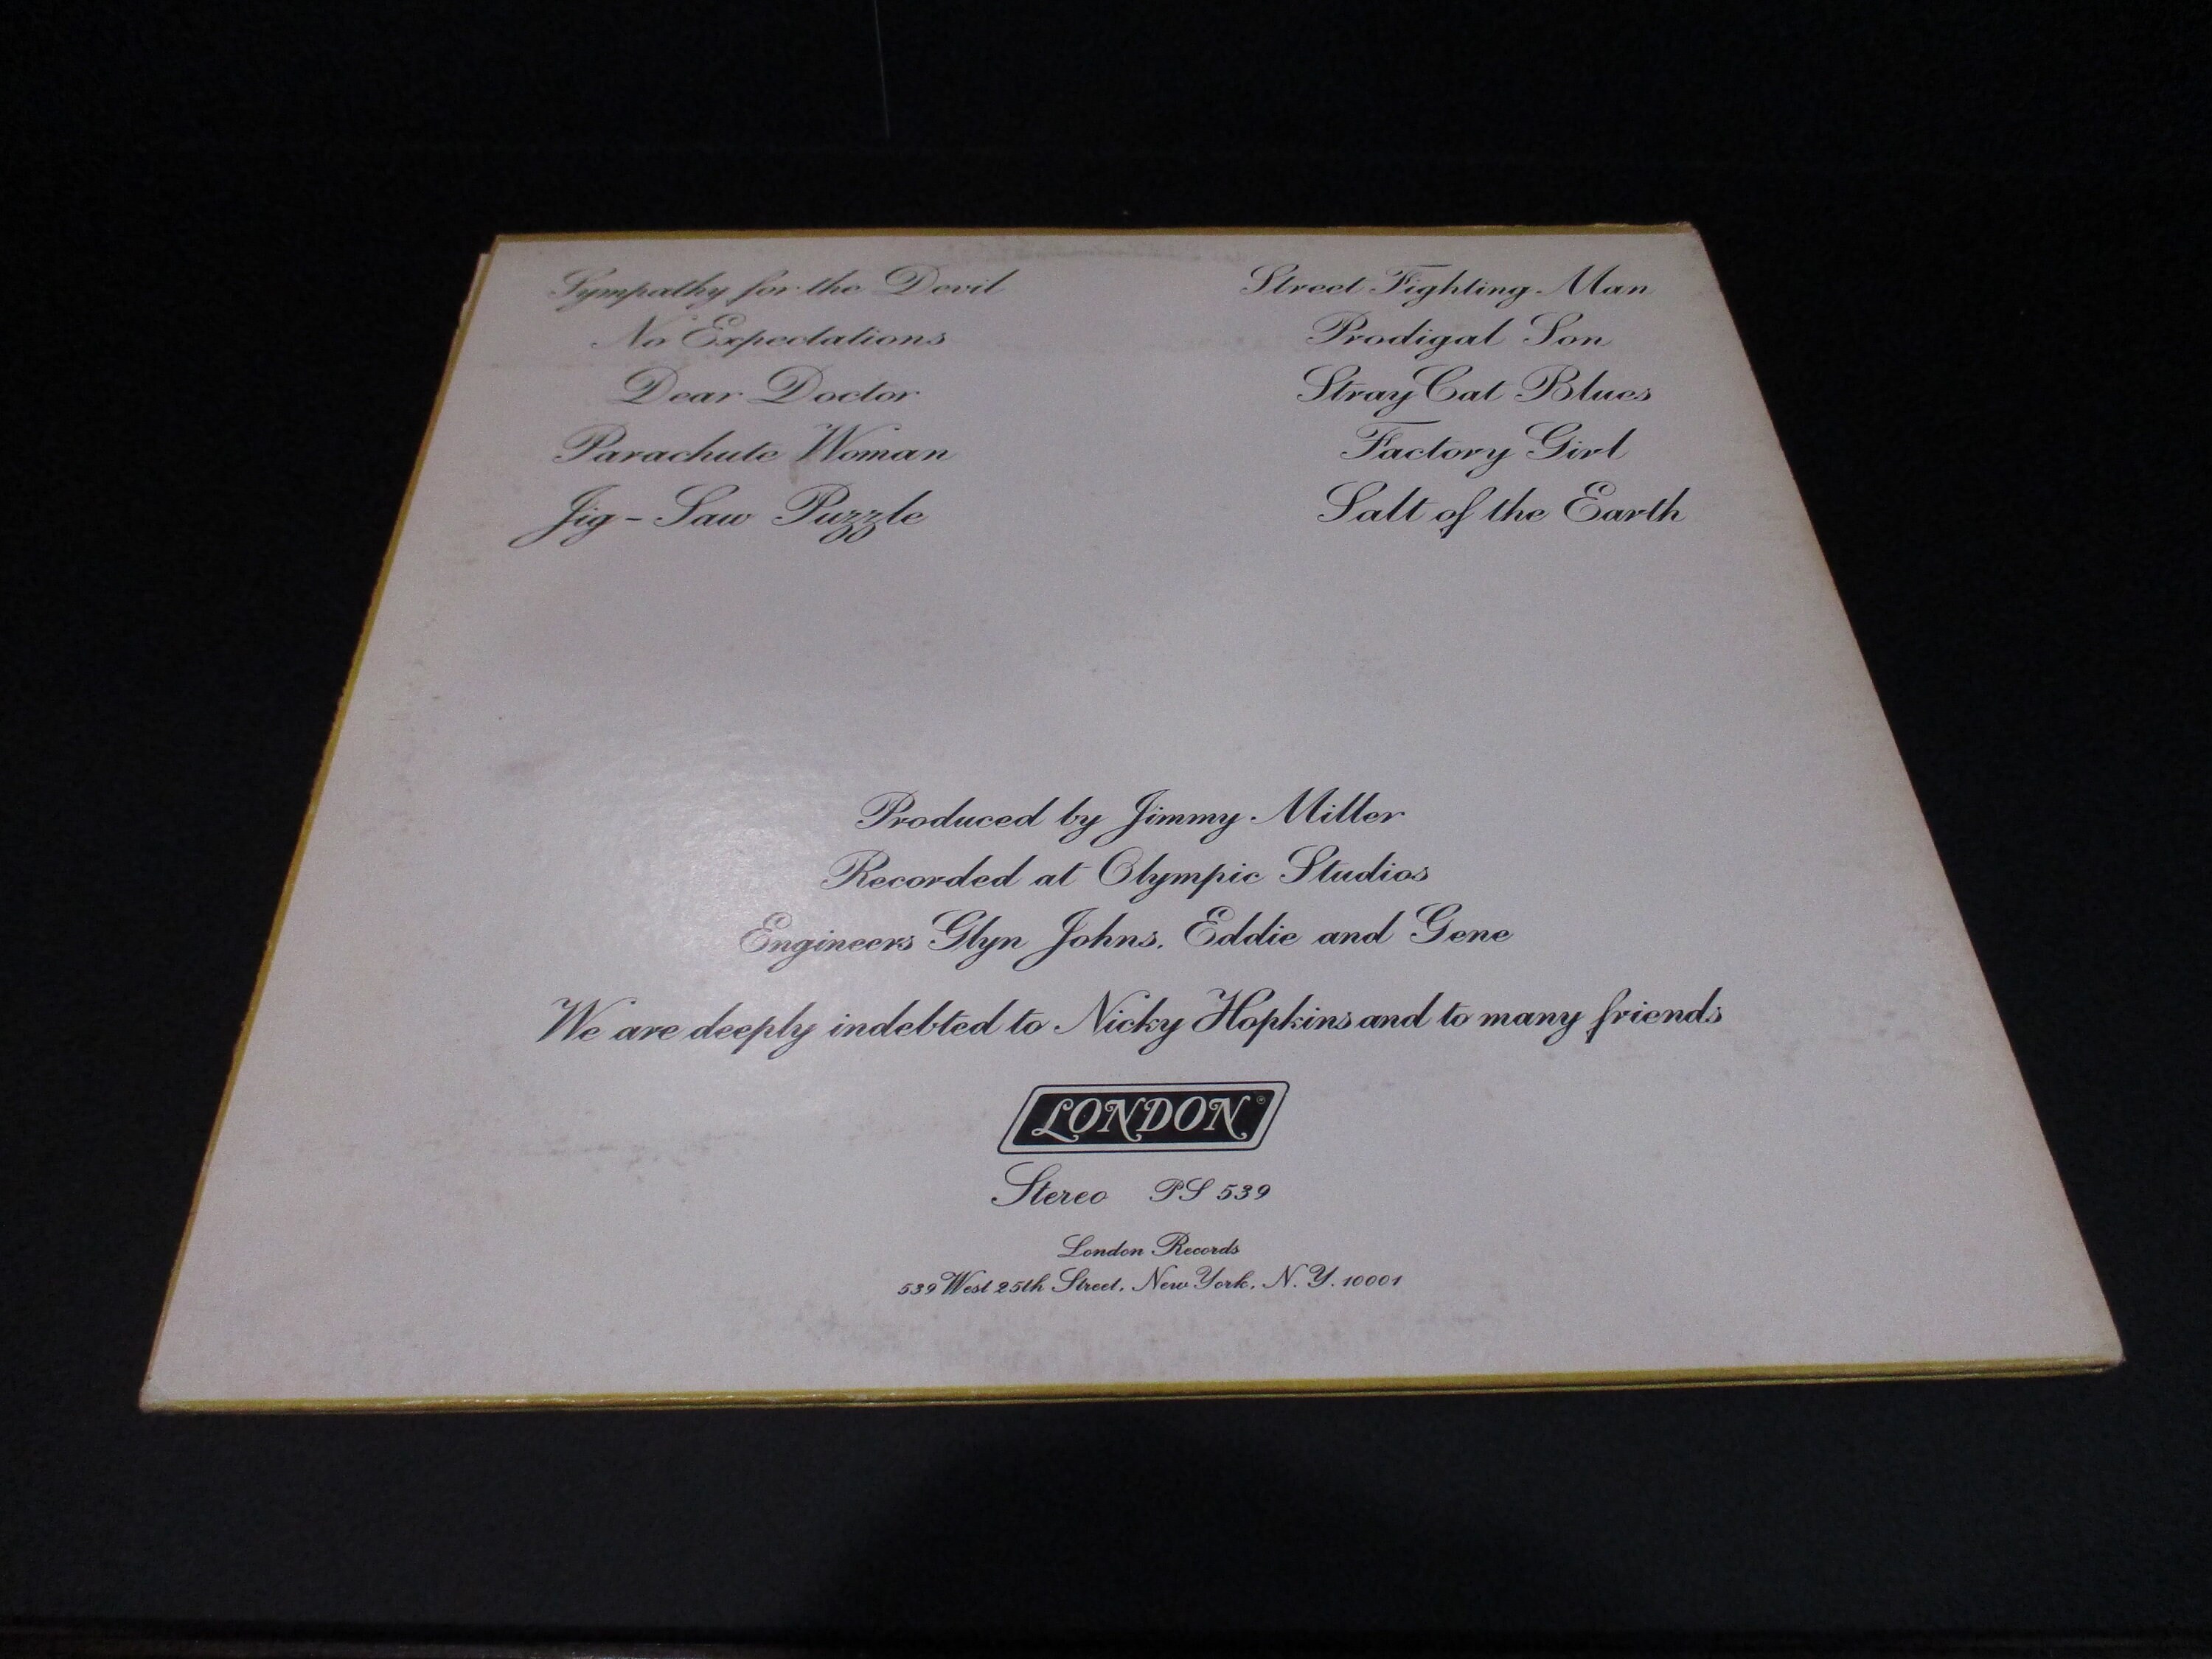 Sympathy for the Devil
No Expectations
Dear Doctor
Parachute Woman
Jig-Saw Puzzle
Street Fighting Man
Prodigal Son
Stray Cat Blues
Factory Girl
Salt of the Earth
Produced by Jimmy Miller
Recorded at Olympic Studios
Engineers Glyn Johns, Eddie and Gene
We are deeply indebted to Nicky Hopkins and to many friends
LONDON®
Stereo PS 539
London Records
539 West 25th Street, New York, N.Y. 10001